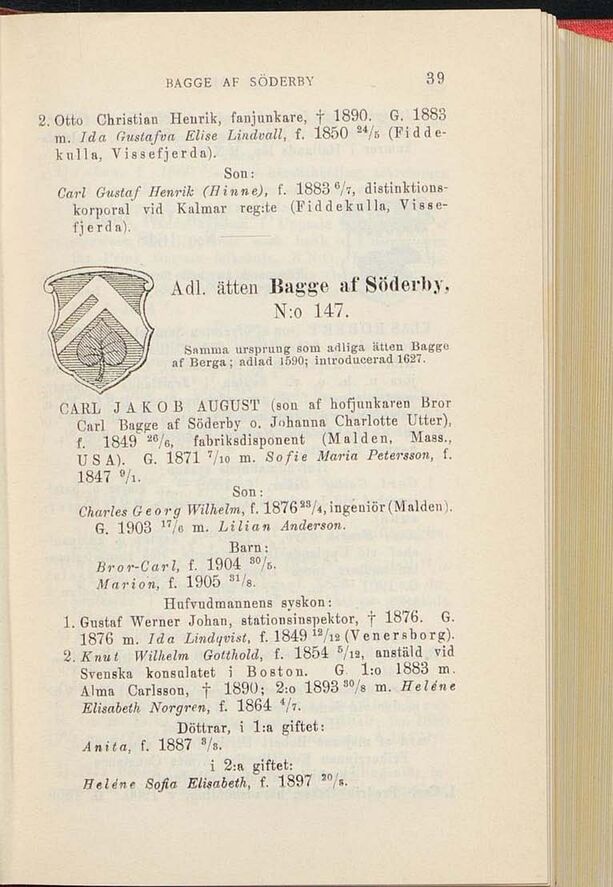 BAGGE AF SÖDERBY 39
2. Otto Christian Henrik, fanjunkare, † 1890. G. 1883
m. Ida Gustafva Elise Lindvall, f. 1850 24/5 (Fidde-
kulla, Vissefjerda).
Son:
Carl Gustaf Henrik (Hinne), f. 1883 6/7, distinktions-
korporal vid Kalmar reg:te (Fiddekulla, Visse-
fjerda).
Adl. ätten Bagge af Söderby,
N:o 147.
Samma ursprung som adliga ätten Bagge
af Berga; adlad 1590; introducerad 1627.
CARL JAKOB AUGUST (son af hofjunkaren Bror
Carl Bagge af Söderby o. Johanna Charlotte Utter),
f. 1849 26/6, fabriksdisponent (Malden, Mass.,
USA). G. 1871 7/10 m. Sofie Maria Petersson, f.
1847 9/1.
Son:
Charles Georg Wilhelm, f. 1876 23/4, ingeniör (Malden).
G. 1903 17/6 m. Lilian Anderson.
Barn:
Bror-Carl, f. 1904 30/5.
Marion, f. 1905 31/8.
Hufvudmannens syskon:
1. Gustaf Werner Johan, stationsinspektor, † 1876. G.
1876 m. Ida Lindqvist, f. 1849 12/12 (Venersborg).
2. Knut Wilhelm Gotthold, f. 1854 5/12, anstäld vid
Svenska konsulatet i Boston. G. 1:o 1883 m.
Alma Carlsson, † 1890; 2:o 1893 30/8 m. Heléne
Elisabeth Norgren, f. 1864 4/7.
Döttrar, i 1:a giftet:
Anita, f. 1887 3/8.
i 2:a giftet:
Heléne Sofia Elisabeth, f. 1897 20/8.